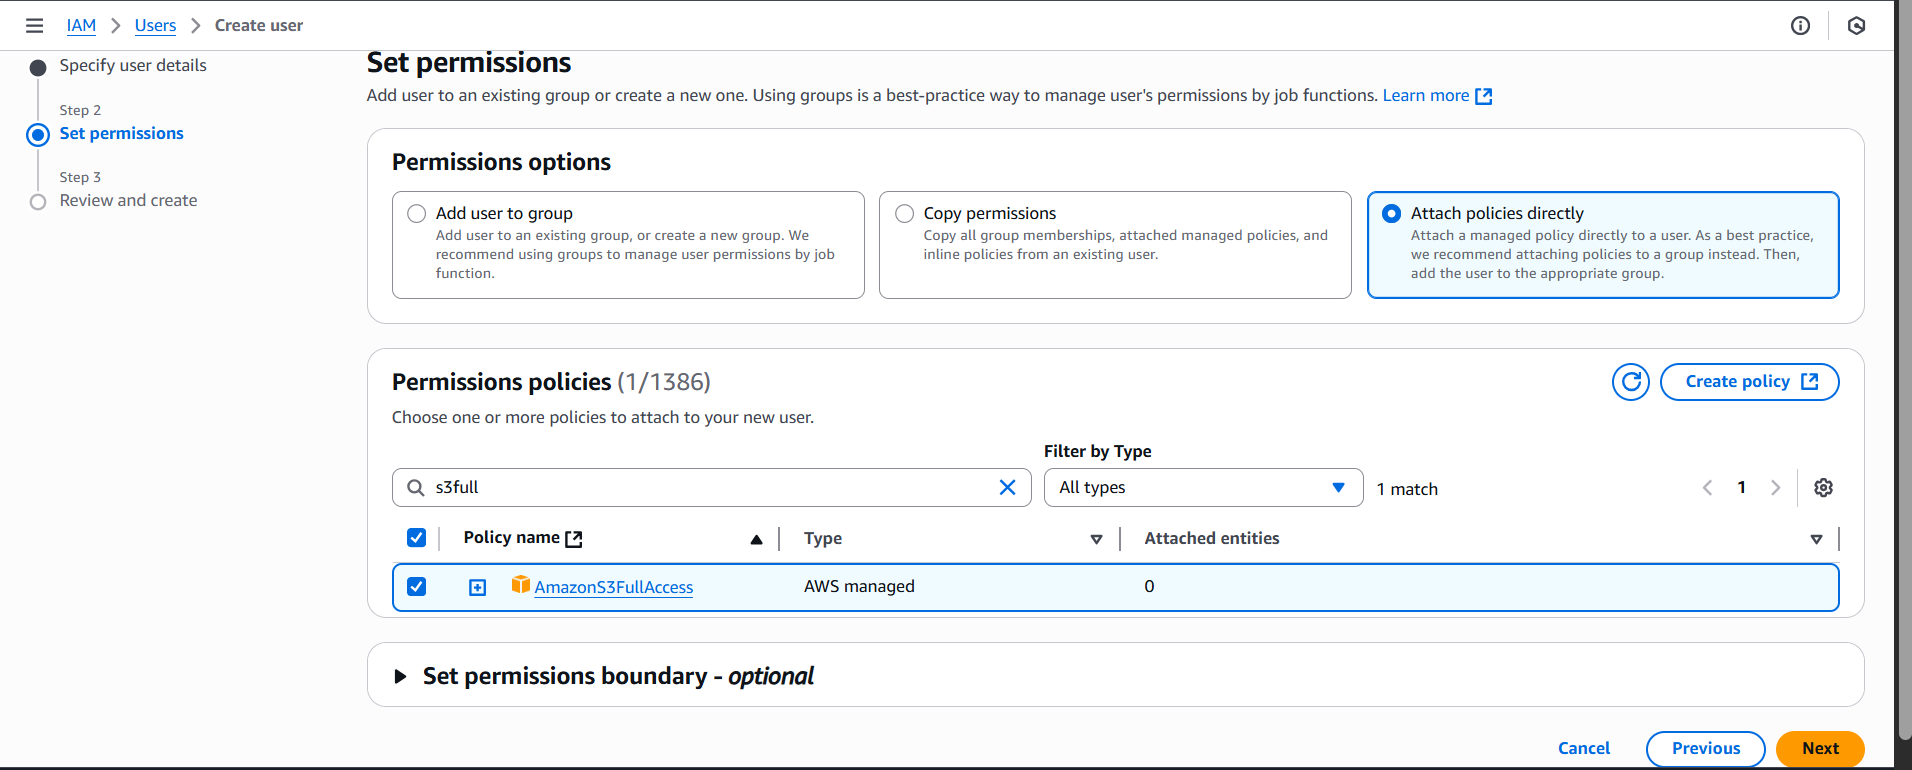 IAM > Users > Create user
Specify user details
Step 2
Set permissions
Step 3
Review and create
Set permissions
Add user to an existing group or create a new one. Using groups is a best-practice way to manage user's permissions by job functions. Learn more
Permissions options
Add user to group
Add user to an existing group, or create a new group. We
recommend using groups to manage user permissions by job
function.
Copy permissions
Copy all group memberships, attached managed policies, and
inline policies from an existing user.
Attach policies directly
Attach a managed policy directly to a user. As a best practice,
we recommend attaching policies to a group instead. Then,
add the user to the appropriate group.
Permissions policies (1/1386)
Create policy
Choose one or more policies to attach to your new user.
Filter by Type
s3full
All types
1 match
1
Policy name
Type
Attached entities
AmazonS3FullAccess
AWS managed
0
Set permissions boundary - optional
Cancel
Previous
Next